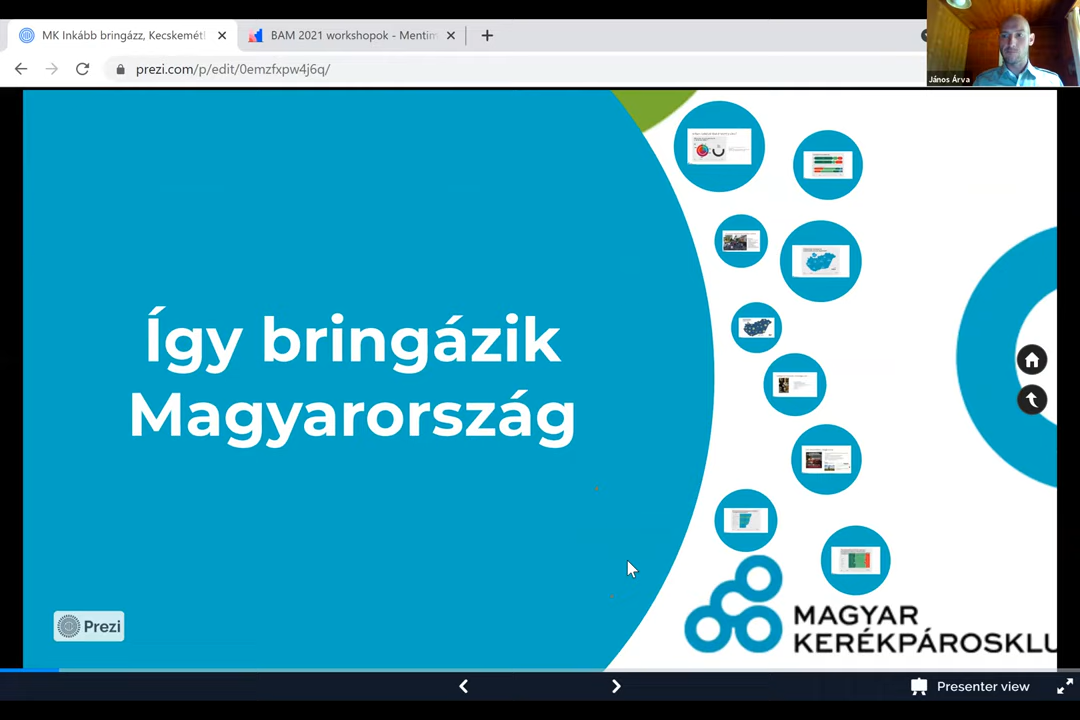 MK Inkább bringázz, Kecskemét
BAM 2021 workshopok - Mentim
prezi.com/p/edit/0emzfxpw4j6q/
János Árva
Így bringázik
Magyarország
Prezi
MAGYAR
KERÉKPÁROSKLU
Presenter view